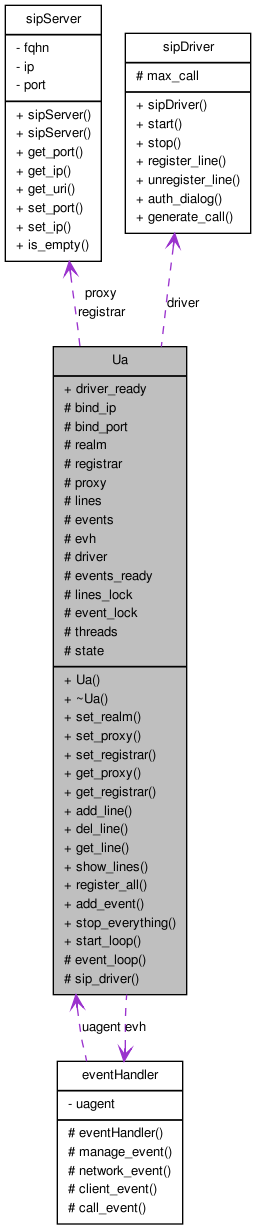 sipServer
- fqhn
- ip
- port
+ sipServer()
+ sipServer()
+ get_port()
+ get_ip()
+ get_uri()
+ set_port()
+ set_ip()
+ is_empty()
sipDriver
# max_call
+ sipDriver()
+ start()
+ stop()
+ register_line()
+ unregister_line()
+ auth_dialog()
+ generate_call()
proxy
registrar
driver
Ua
+ driver_ready
# bind_ip
# bind_port
# realm
# registrar
# proxy
# lines
# events
# evh
# driver
# events_ready
# lines_lock
# event_lock
# threads
# state
+ Ua()
+ ~Ua()
+ set_realm()
+ set_proxy()
+ set_registrar()
+ get_proxy()
+ get_registrar()
+ add_line()
+ del_line()
+ get_line()
+ show_lines()
+ register_all()
+ add_event()
+ stop_everything()
+ start_loop()
# event_loop()
# sip_driver()
uagent evh
eventHandler
- uagent
# eventHandler()
# manage_event()
# network_event()
# client_event()
# call_event()